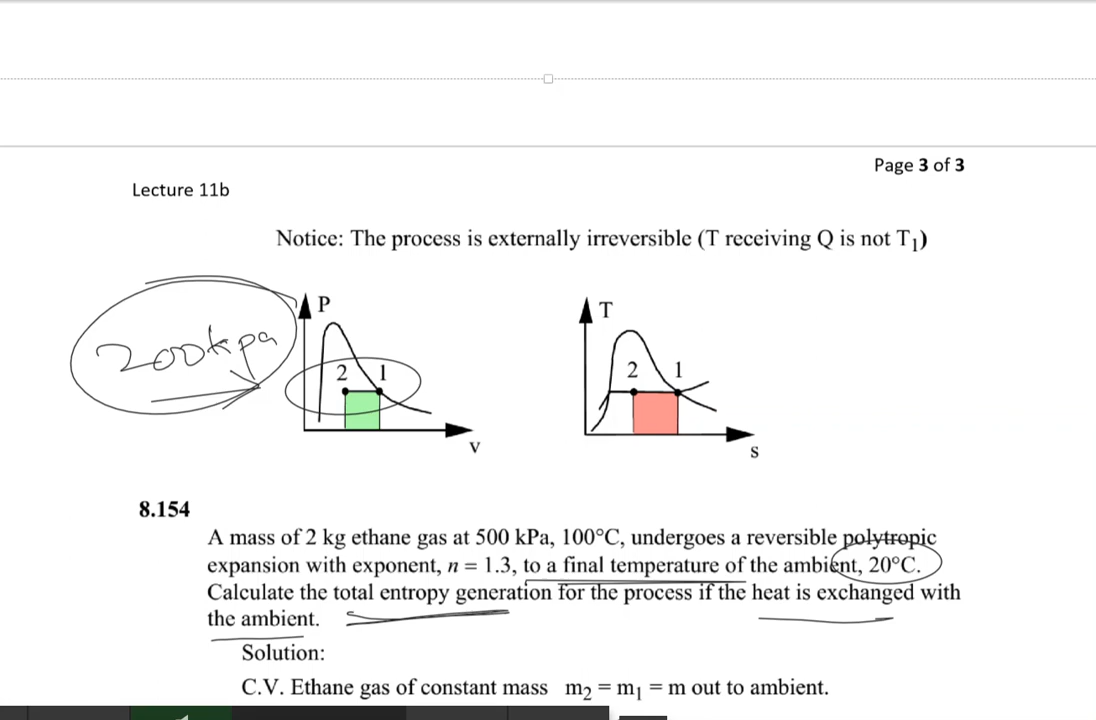 Page 3 of 3
Lecture 11b
Notice: The process is externally irreversible (T receiving Q is not T1)
200kpa
P
2 1
v
T
2 1
s
8.154
A mass of 2 kg ethane gas at 500 kPa, 100°C, undergoes a reversible polytropic
expansion with exponent, n = 1.3, to a final temperature of the ambient, 20°C.
Calculate the total entropy generation for the process if the heat is exchanged with
the ambient.
Solution:
C.V. Ethane gas of constant mass m2 = m1 = m out to ambient.